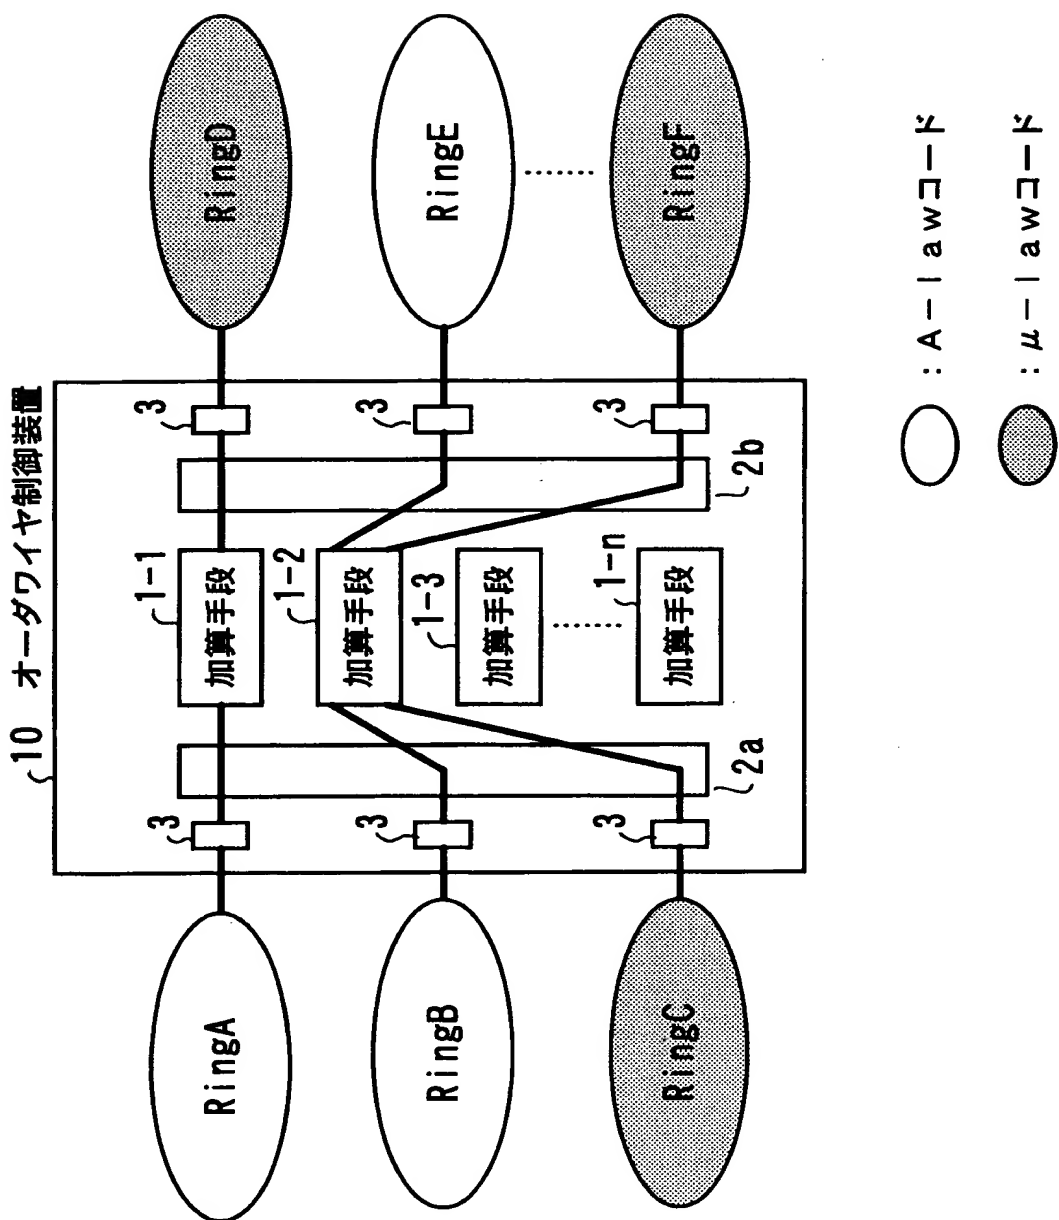 10 オーダワイヤ制御装置
3
1-1
3
RingA
加算手段
RingD
1-2
3
加算手段
3
RingB
1-3
RingE
加算手段
3
1-n
3
RingC
加算手段
RingF
2a
2b
:A-lawコード
:μ-lawコード